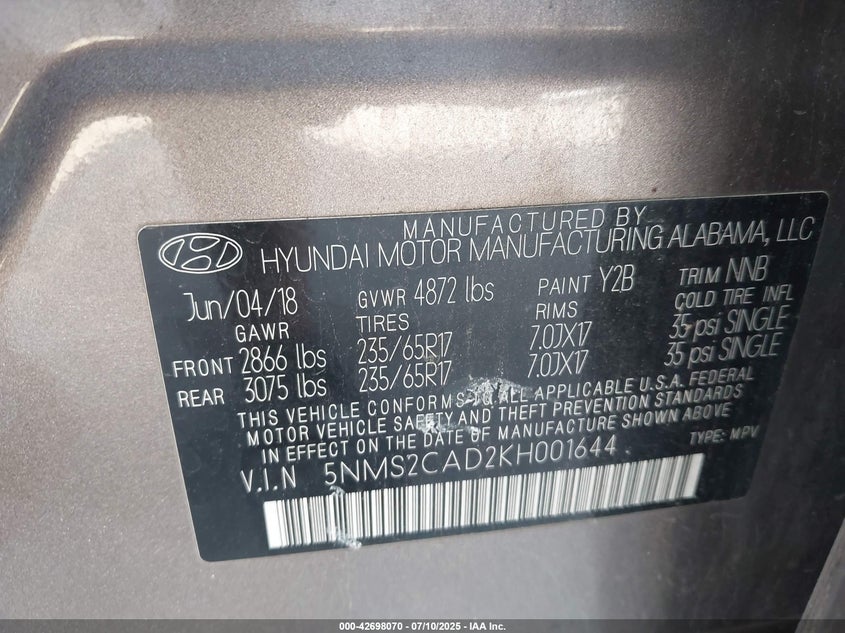 MANUFACTURED BY
HYUNDAI MOTOR MANUFACTURING ALABAMA, LLC
Jun/04/18 GVWR 4872 lbs PAINT Y2B TRIM NNB
GAWR TIRES RIMS COLD TIRE INFL
FRONT 2866 lbs 235/65R17 7.0JX17 35 psi SINGLE
REAR 3075 lbs 235/65R17 7.0JX17 35 psi SINGLE
THIS VEHICLE CONFORMS TO ALL APPLICABLE U.S.A. FEDERAL
MOTOR VEHICLE SAFETY AND THEFT PREVENTION STANDARDS
IN EFFECT ON THE DATE OF MANUFACTURE SHOWN ABOVE
V.I.N 5NMS2CAD2KH001644 TYPE: MPV
000-42698070 - 07/10/2025 - IAA Inc.